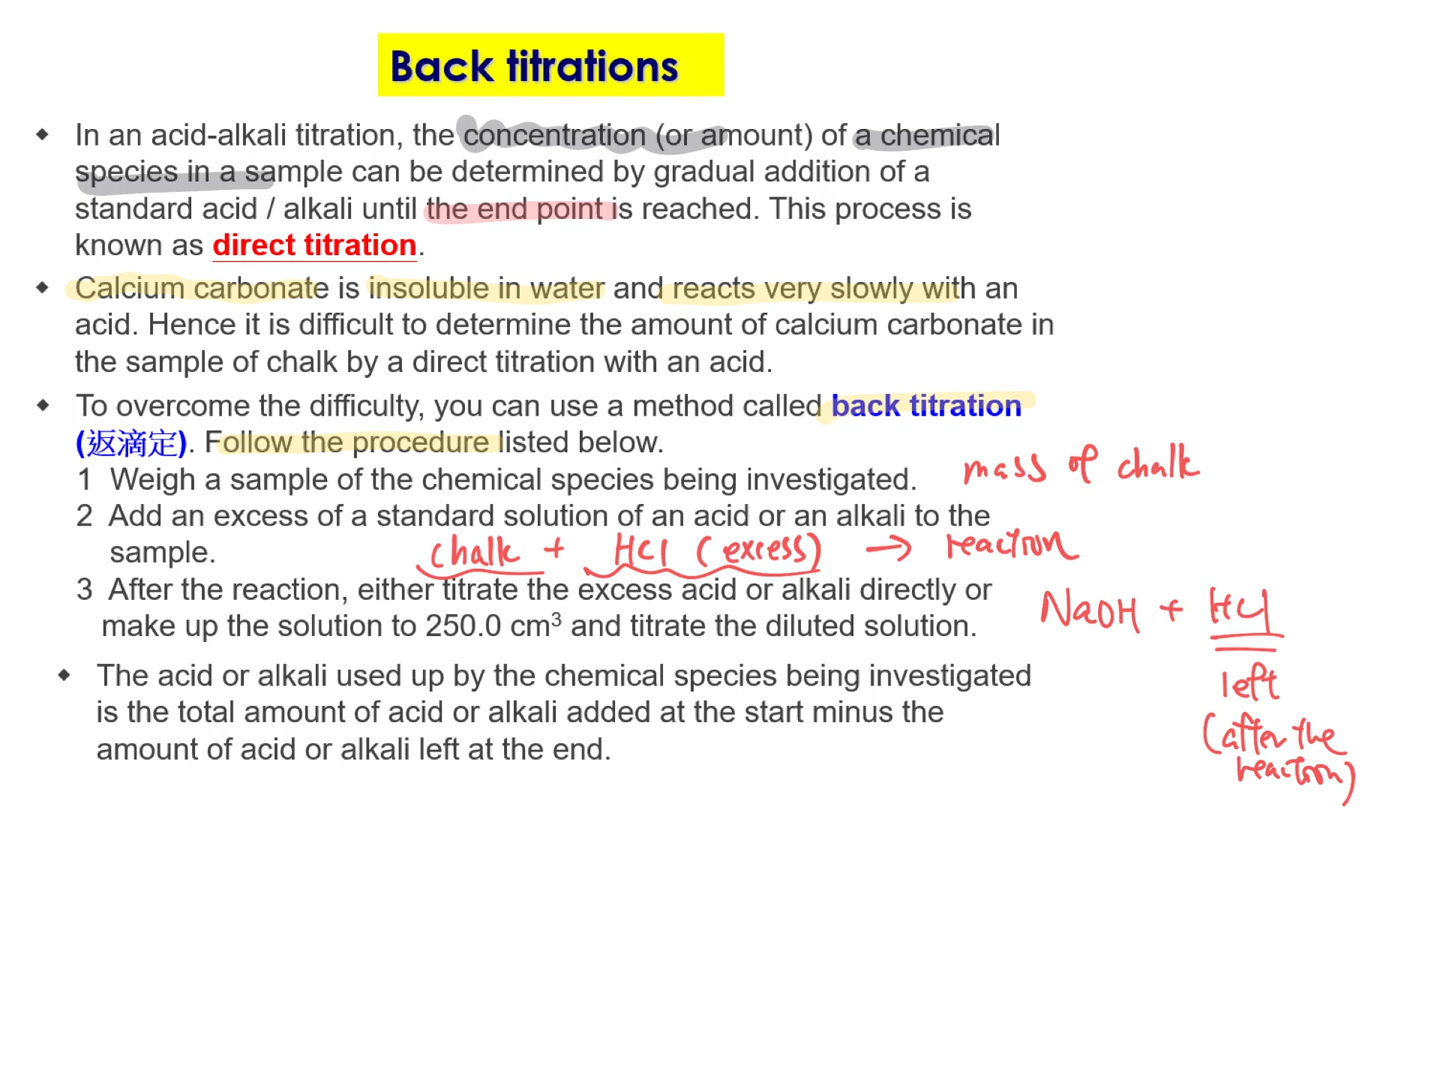 Back titrations
◆ In an acid-alkali titration, the concentration (or amount) of a chemical
species in a sample can be determined by gradual addition of a
standard acid / alkali until the end point is reached. This process is
known as direct titration.
◆ Calcium carbonate is insoluble in water and reacts very slowly with an
acid. Hence it is difficult to determine the amount of calcium carbonate in
the sample of chalk by a direct titration with an acid.
◆ To overcome the difficulty, you can use a method called back titration
(返滴定). Follow the procedure listed below.
1 Weigh a sample of the chemical species being investigated. mass of chalk
2 Add an excess of a standard solution of an acid or an alkali to the
sample. chalk + HCl (excess) → reaction
3 After the reaction, either titrate the excess acid or alkali directly or
make up the solution to 250.0 cm³ and titrate the diluted solution.
NaOH + HCl
left
(after the
reaction)
◆ The acid or alkali used up by the chemical species being investigated
is the total amount of acid or alkali added at the start minus the
amount of acid or alkali left at the end.